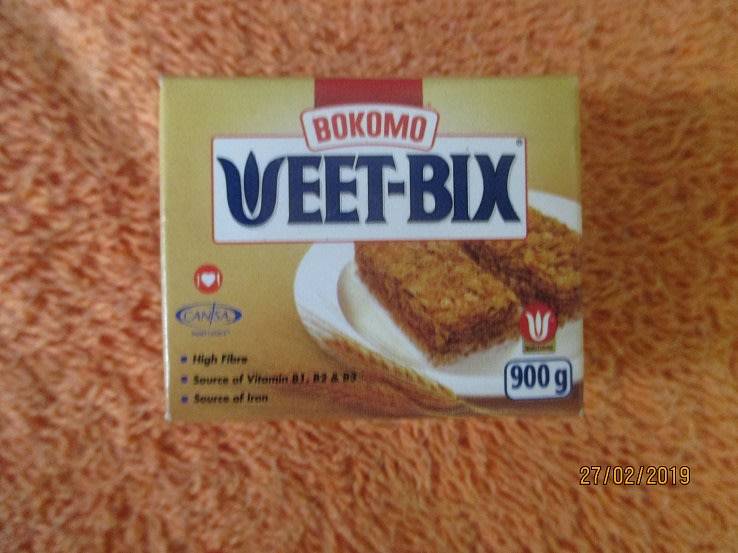 BOKOMO
WEET-BIX
CANSA
High Fibre
Source of Vitamin B1, B2 & B3
Source of Iron
900 g
27/02/2019